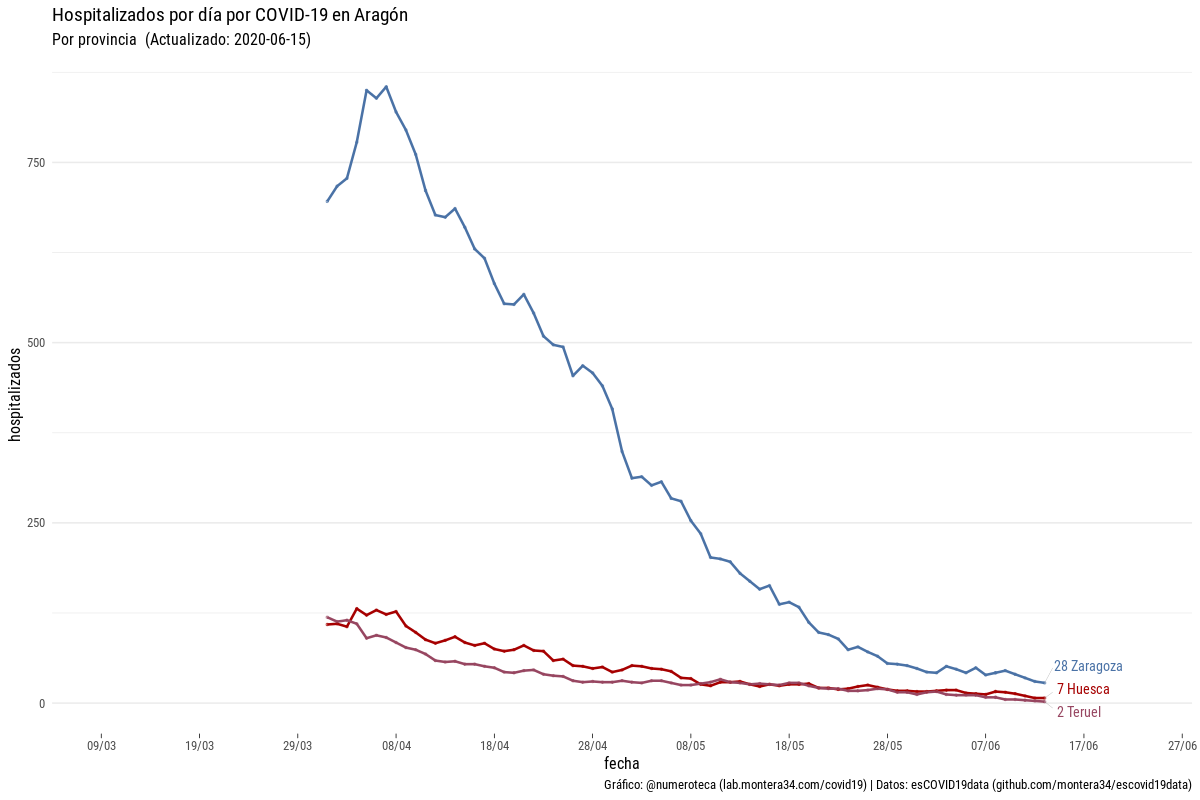 Hospitalizados por día por COVID-19 en Aragón
Por provincia  (Actualizado: 2020-06-15)
hospitalizados
750
500
250
0
28 Zaragoza
7 Huesca
2 Teruel
09/03
19/03
29/03
08/04
18/04
28/04
08/05
18/05
28/05
07/06
17/06
27/06
fecha
Gráfico: @numeroteca (lab.montera34.com/covid19) | Datos: esCOVID19data (github.com/montera34/escovid19data)